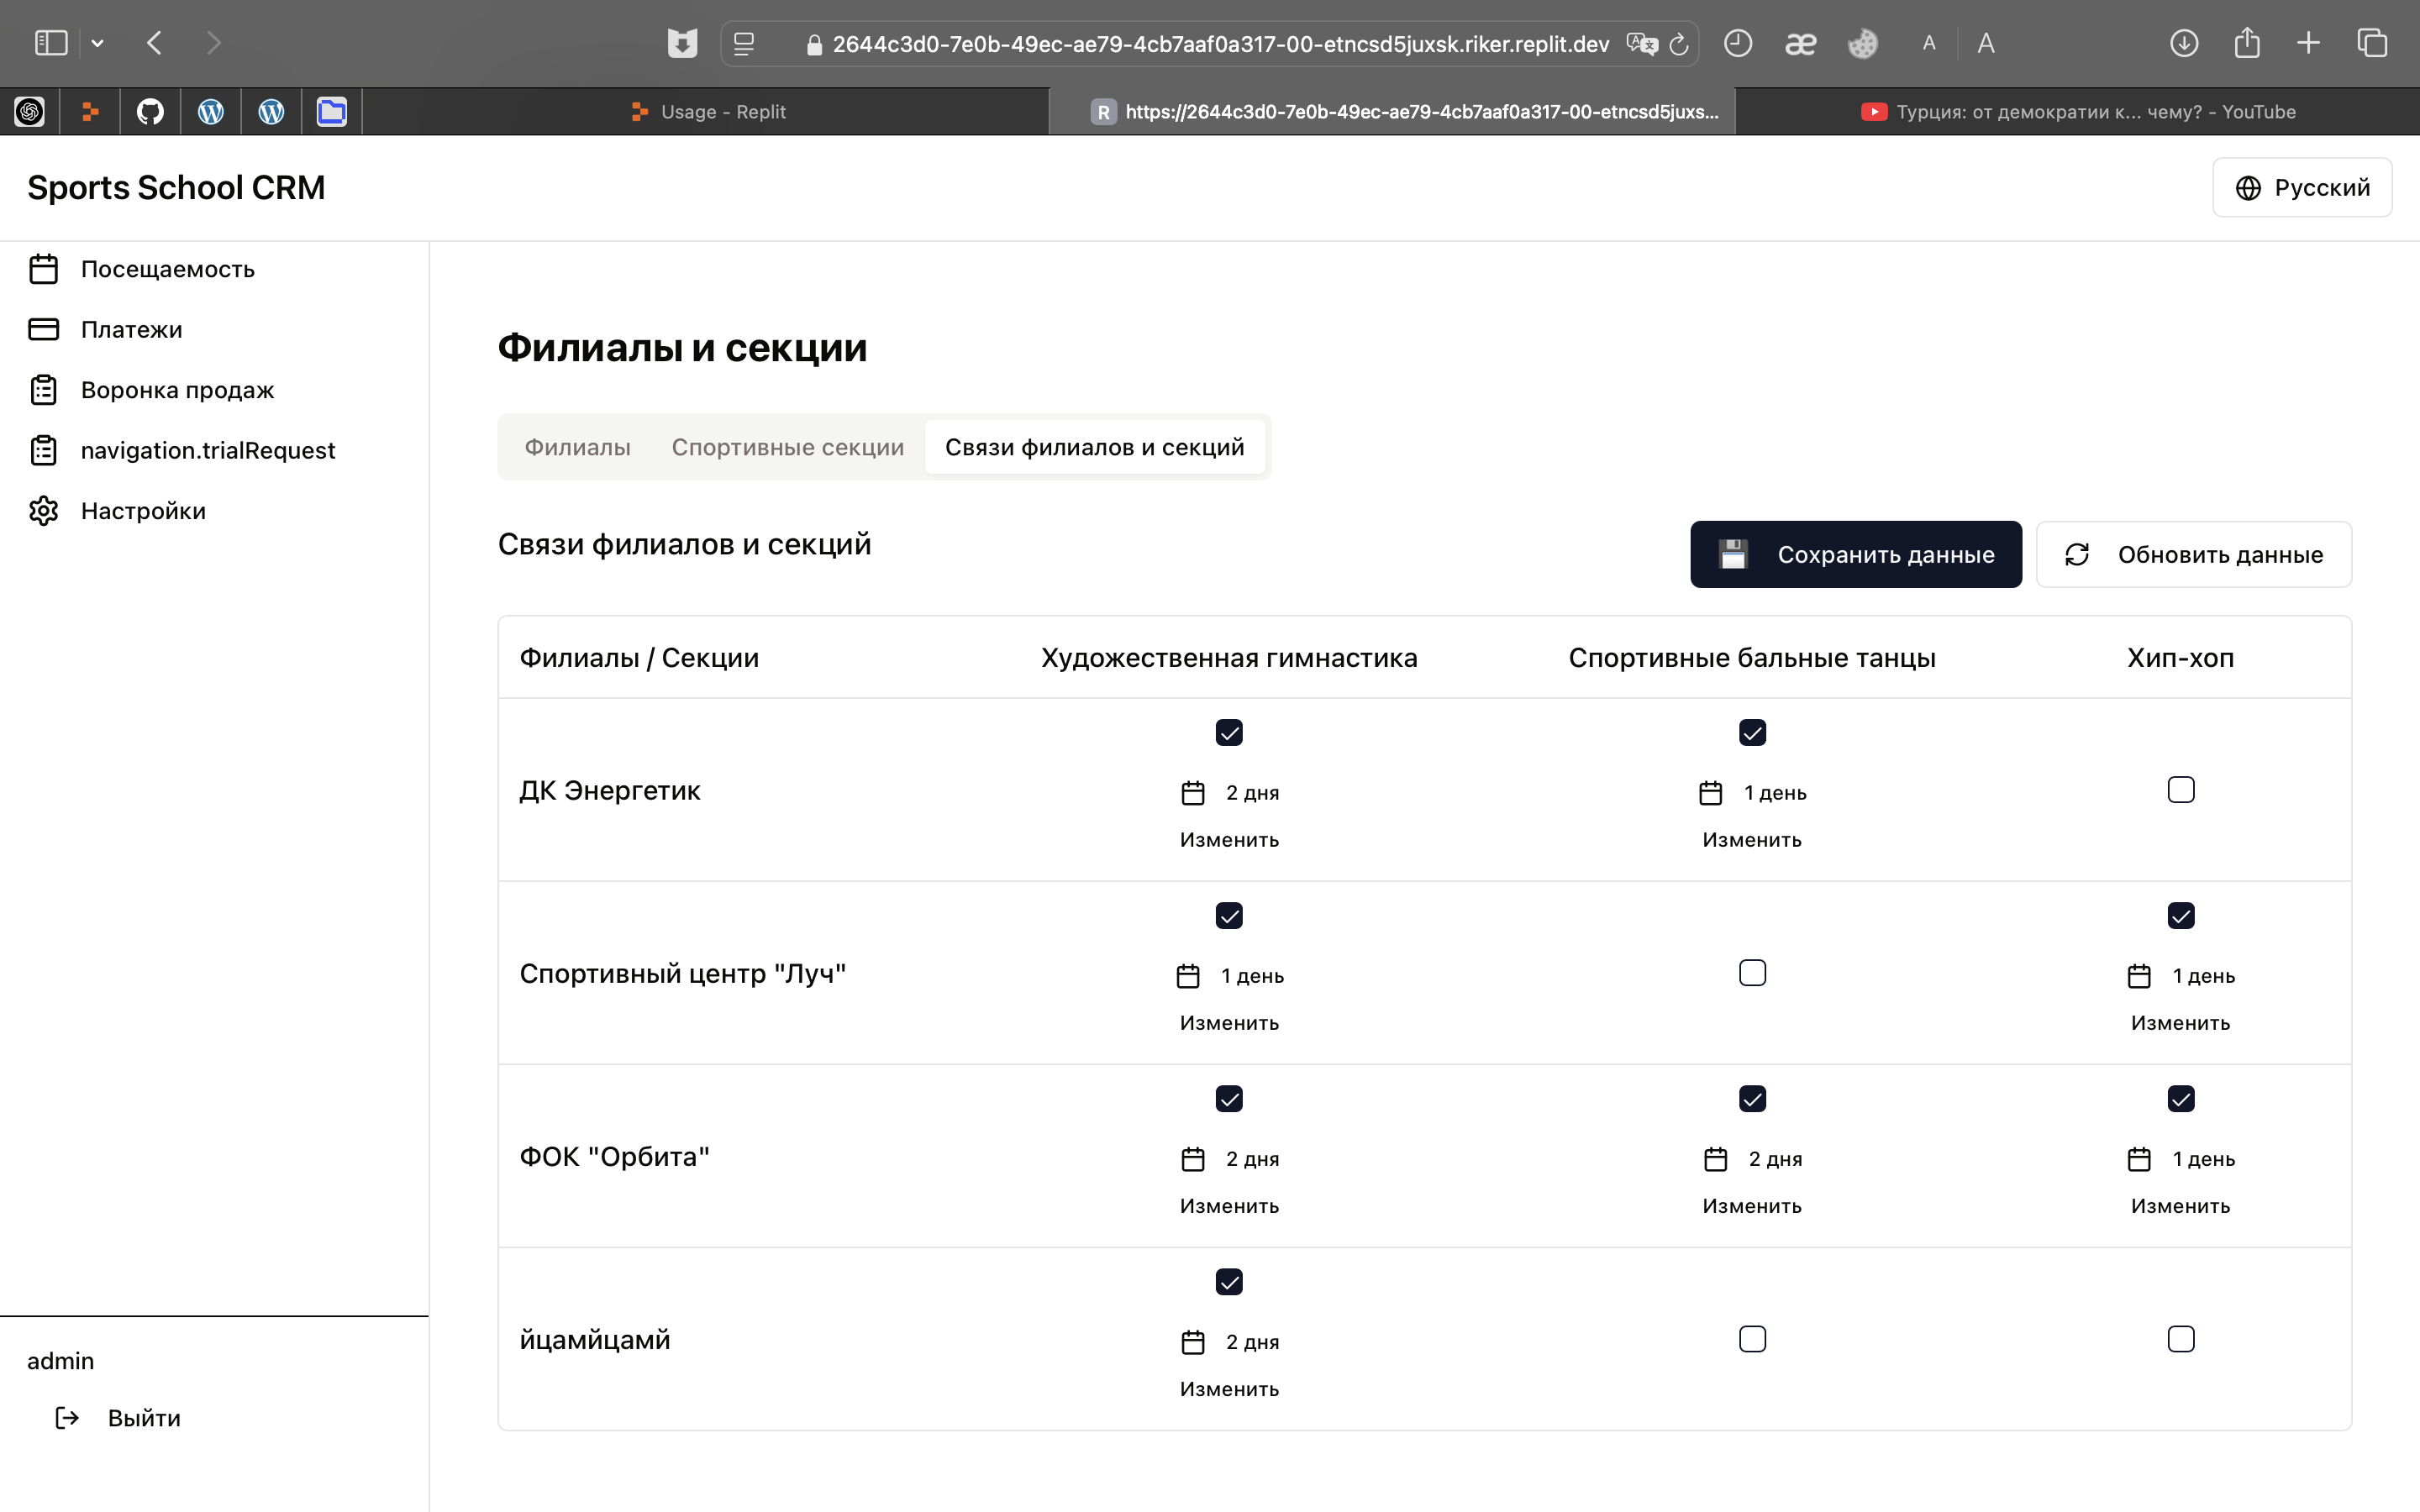 2644c3d0-7e0b-49ec-ae79-4cb7aaf0a317-00-etncsd5juxsk.riker.replit.dev
A
A
Usage - Replit
R https://2644c3d0-7e0b-49ec-ae79-4cb7aaf0a317-00-etncsd5juxs...
Турция: от демократии к... чему? - YouTube
Sports School CRM
Русский
Посещаемость
Платежи
Воронка продаж
navigation.trialRequest
Настройки
admin
Выйти
Филиалы и секции
Филиалы Спортивные секции Связи филиалов и секций
Связи филиалов и секций
Сохранить данные
Обновить данные
Филиалы / Секции Художественная гимнастика Спортивные бальные танцы Хип-хоп
ДК Энергетик
2 дня 1 день
Изменить Изменить
Спортивный центр "Луч"
1 день 1 день
Изменить Изменить
ФОК "Орбита"
2 дня 2 дня 1 день
Изменить Изменить Изменить
йцамйцамй
2 дня
Изменить